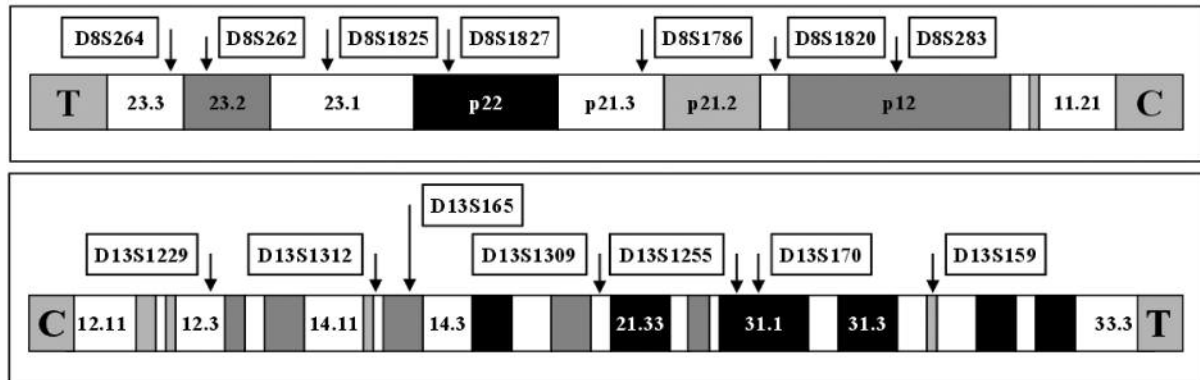 D8S264 D8S262 D8S1825 D8S1827 D8S1786 D8S1820 D8S283
T 23.3 23.2 23.1 p22 p21.3 p21.2 p12 11.21 C
D13S165
D13S1229 D13S1312 D13S1309 D13S1255 D13S170 D13S159
C 12.11 12.3 14.11 14.3 21.33 31.1 31.3 33.3 T